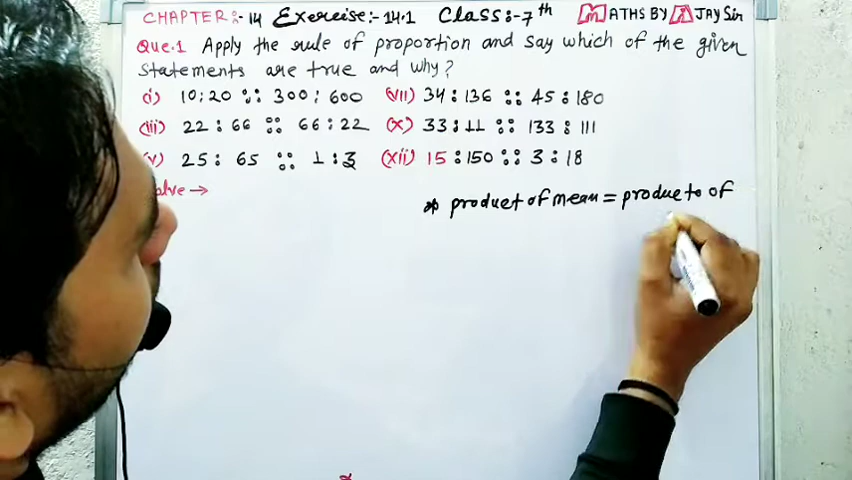 CHAPTER:-14 Exercise:-14.1 Class:-7th MATHS BY AJAY Sir
Que.1 Apply the rule of proportion and say which of the given
statements are true and why?
(i) 10:20 :: 300:600 (vii) 34:136 :: 45:180
(iii) 22:66 :: 66:22 (x) 33:11 :: 133:111
(v) 25:65 :: 1:3 (xii) 15:150 :: 3:18
* product of mean = producto of